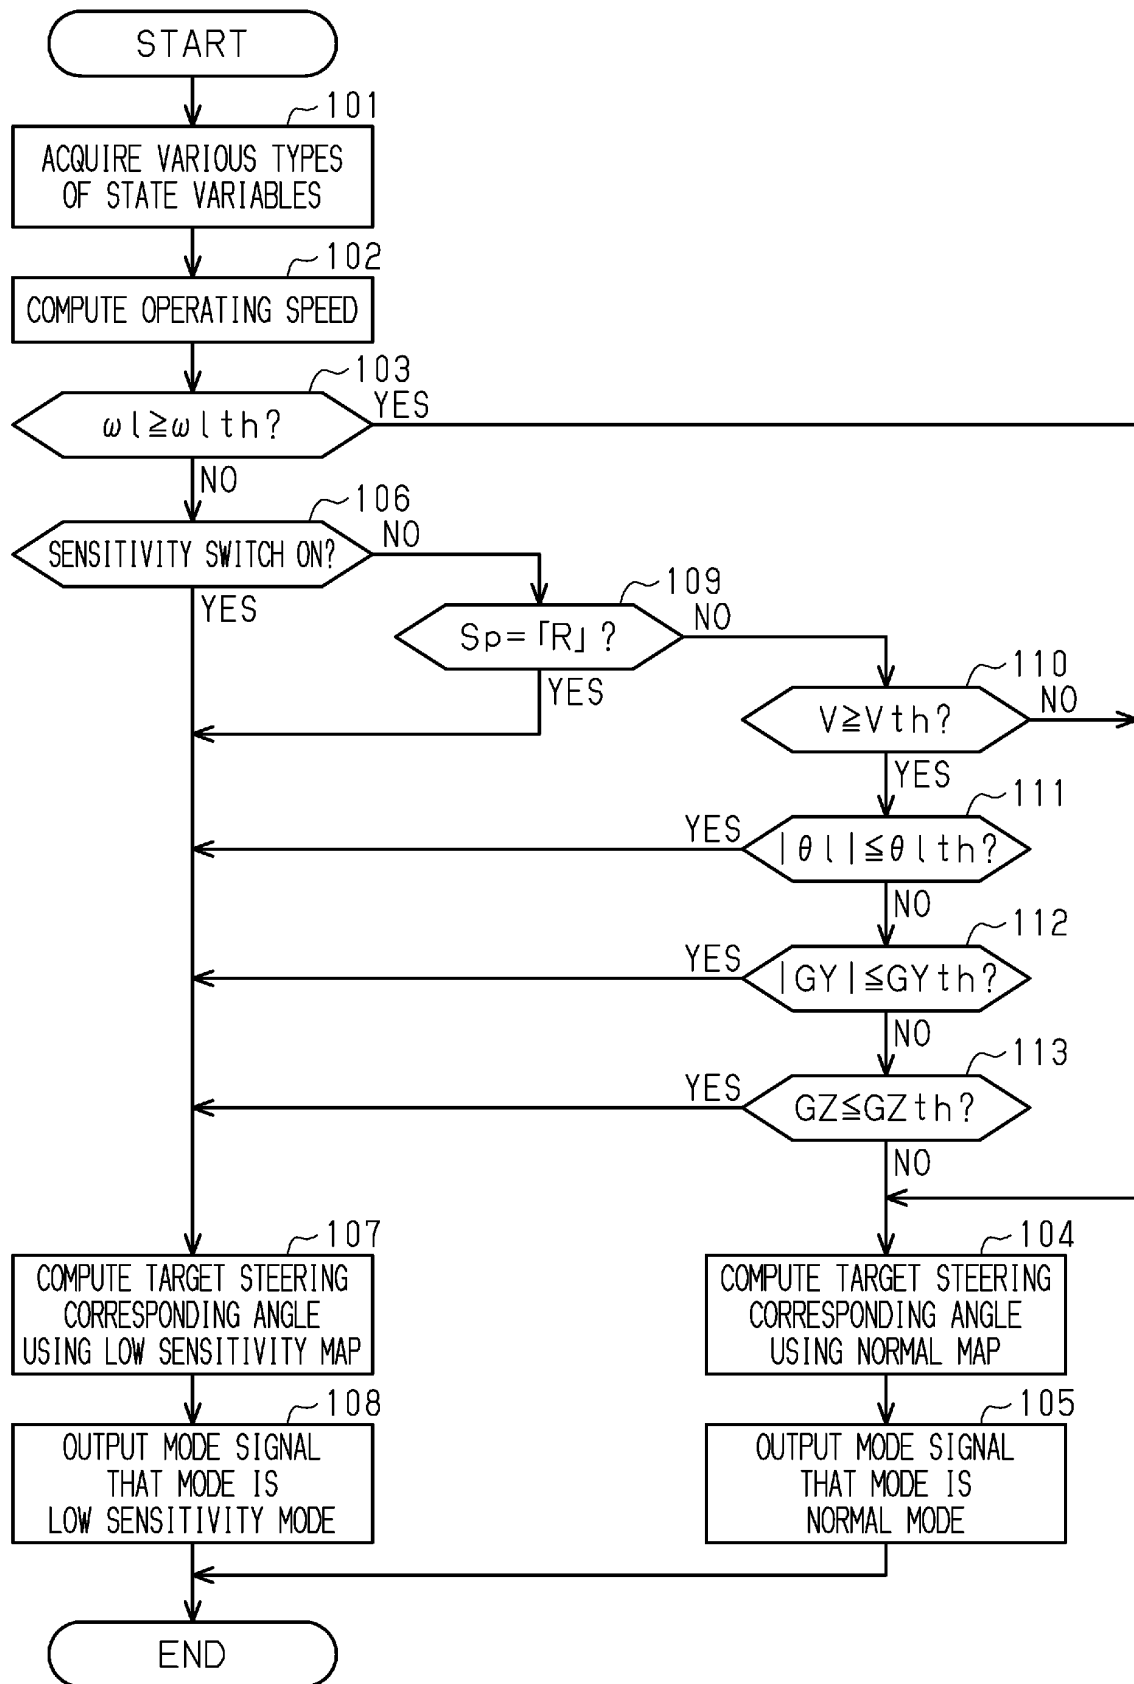 START
101
ACQUIRE VARIOUS TYPES
OF STATE VARIABLES
102
COMPUTE OPERATING SPEED
103
ωl≧ωlth?
YES
NO
106
SENSITIVITY SWITCH ON?
NO
YES
109
Sp=「R」?
NO
YES
110
V≧Vth?
NO
YES
111
|θl|≦θlth?
YES
NO
112
|GY|≦GYth?
YES
NO
113
GZ≦GZth?
YES
NO
107
COMPUTE TARGET STEERING
CORRESPONDING ANGLE
USING LOW SENSITIVITY MAP
104
COMPUTE TARGET STEERING
CORRESPONDING ANGLE
USING NORMAL MAP
108
OUTPUT MODE SIGNAL
THAT MODE IS
LOW SENSITIVITY MODE
105
OUTPUT MODE SIGNAL
THAT MODE IS
NORMAL MODE
END